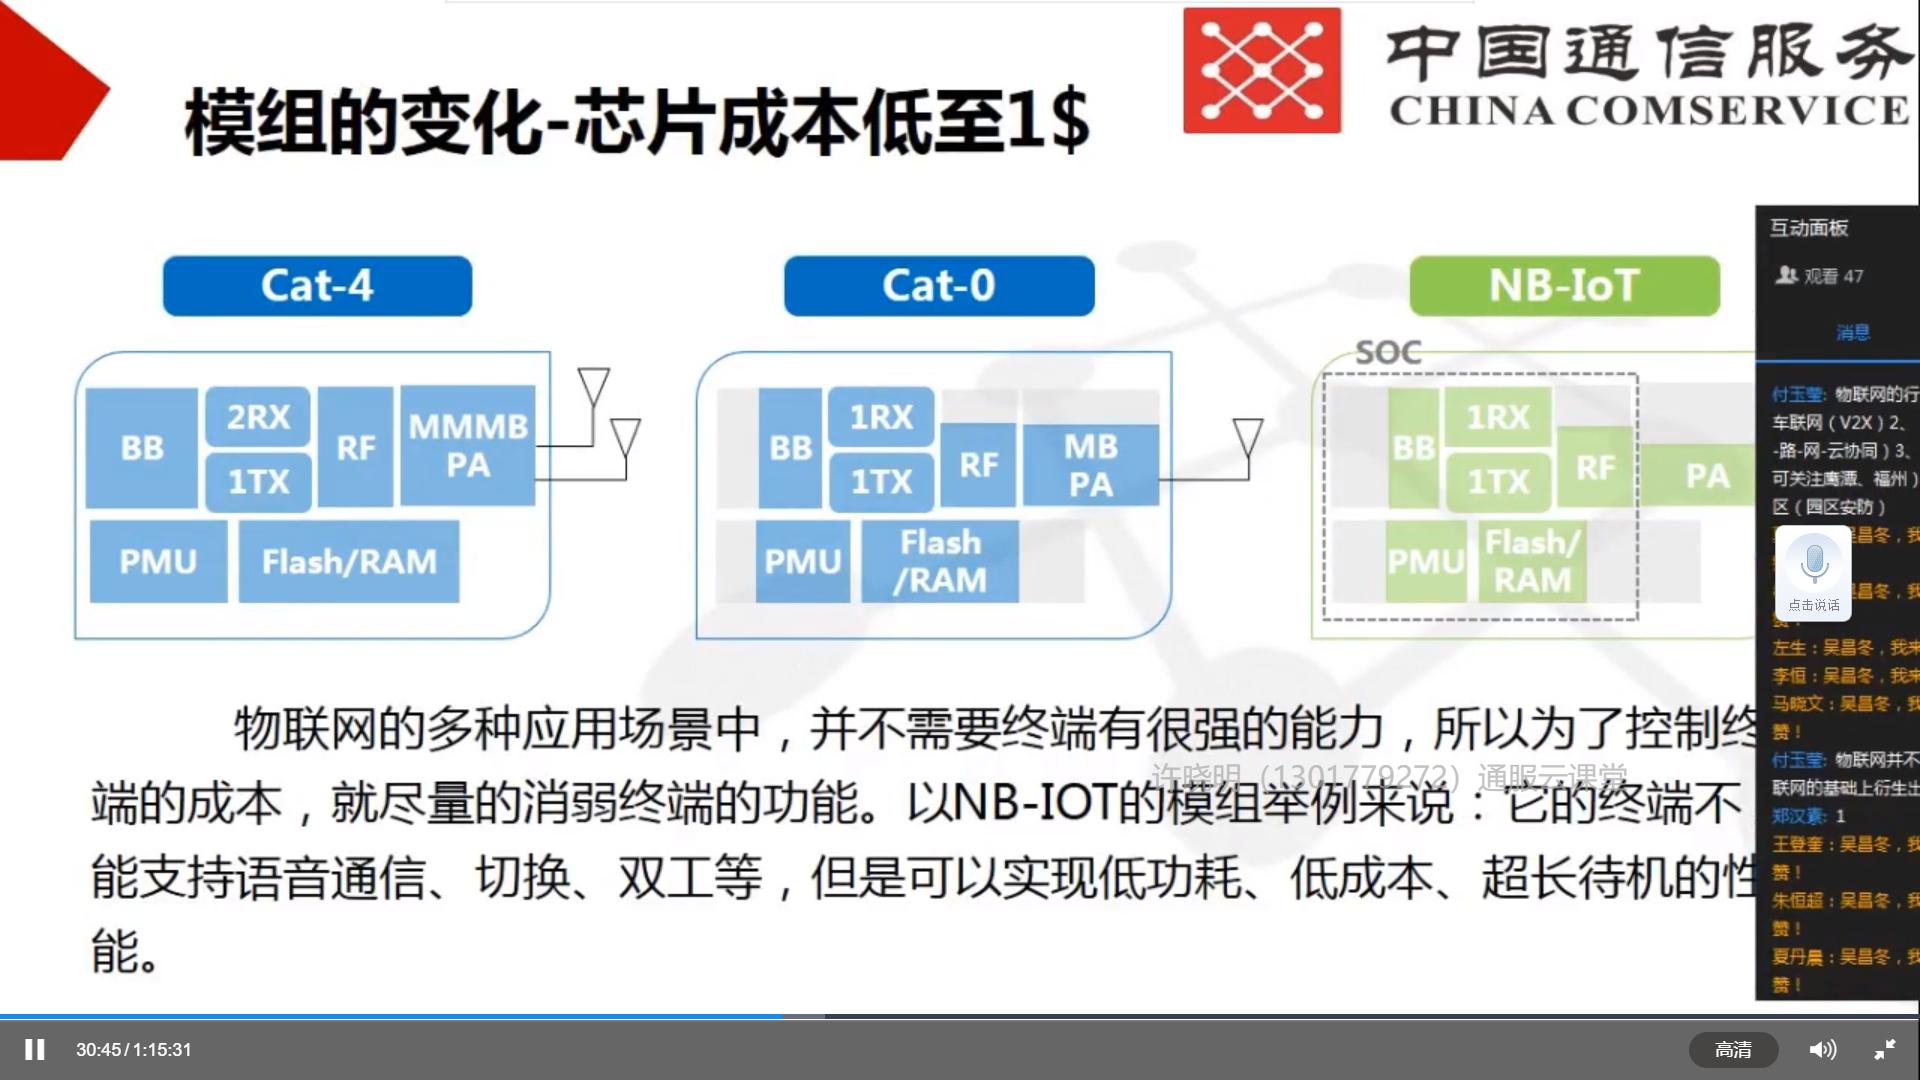 中国通信服务
CHINA COMSERVICE
模组的变化-芯片成本低至1$
Cat-4
Cat-0
NB-IoT
BB
2RX
1TX
RF
MMMB
PA
PMU
Flash/RAM
BB
1RX
1TX
RF
MB
PA
PMU
Flash
/RAM
SOC
BB
1RX
1TX
RF
PA
PMU
Flash/
RAM
物联网的多种应用场景中，并不需要终端有很强的能力，所以为了控制终
端的成本，就尽量的消弱终端的功能。以NB-IOT的模组举例来说：它的终端不
能支持语音通信、切换、双工等，但是可以实现低功耗、低成本、超长待机的性
能。
许晓明（1301779272）通服云课堂
互动面板
观看 47
消息
付玉莹: 物联网的行
车联网（V2X）2、
-路-网-云协同）3、
可关注鹰潭、福州）
区（园区安防）
吴昌冬，我
点击说话
吴昌冬，我
赞！
左生：吴昌冬，我来
李恒：吴昌冬，我来
马晓文：吴昌冬，我
赞！
付玉莹: 物联网并不
联网的基础上衍生出
郑汉素: 1
王登奎：吴昌冬，我
赞！
朱恒超：吴昌冬，我
赞！
夏丹晨：吴昌冬，我
赞！
30:45/1:15:31
高清